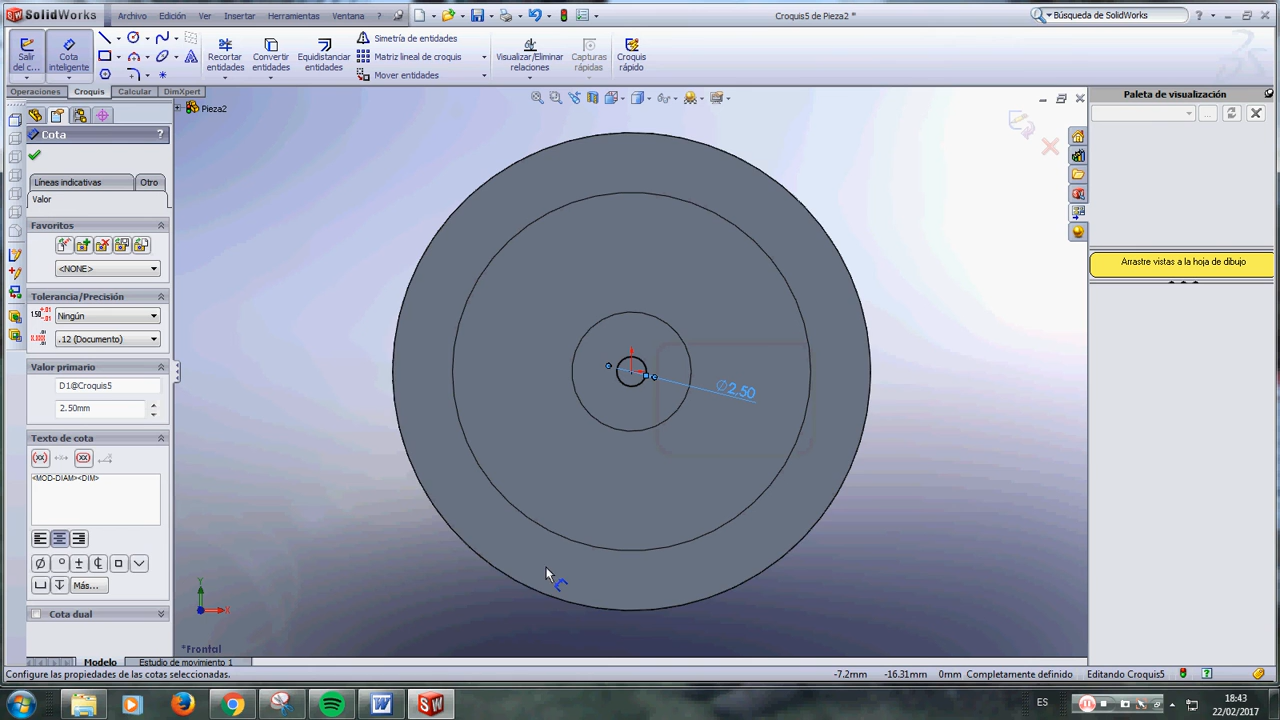 SolidWorks
Archivo Edición Ver Insertar Herramientas Ventana ?
Croquis5 de Pieza2 *
Búsqueda de SolidWorks
Salir del c...
Cota inteligente
Recortar entidades
Convertir entidades
Equidistanciar entidades
Simetría de entidades
Matriz lineal de croquis
Mover entidades
Visualizar/Eliminar relaciones
Capturas rápidas
Croquis rápido
Operaciones Croquis Calcular DimXpert
Pieza2
Paleta de visualización
Cota ?
Líneas indicativas Otro
Valor
Favoritos
<NONE>
Tolerancia/Precisión
Ningún
.12 (Documento)
Valor primario
D1@Croquis5
2.50mm
Texto de cota
<MOD-DIAM><DIM>
Más...
Cota dual
∅2,50
Arrastre vistas a la hoja de dibujo
Y
X
*Frontal
Modelo Estudio de movimiento 1
Configure las propiedades de las cotas seleccionadas.
-7.2mm -16.31mm 0mm Completamente definido Editando Croquis5
ES
18:43
22/02/2017